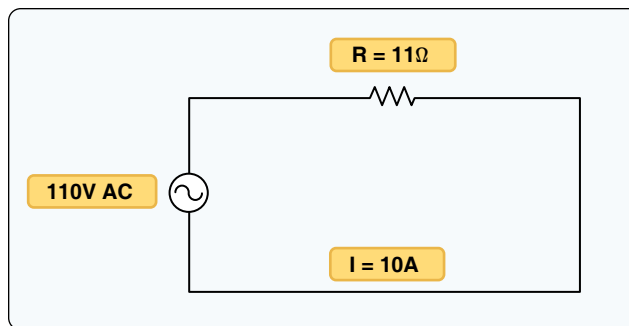 R = 11Ω
110V AC
I = 10A